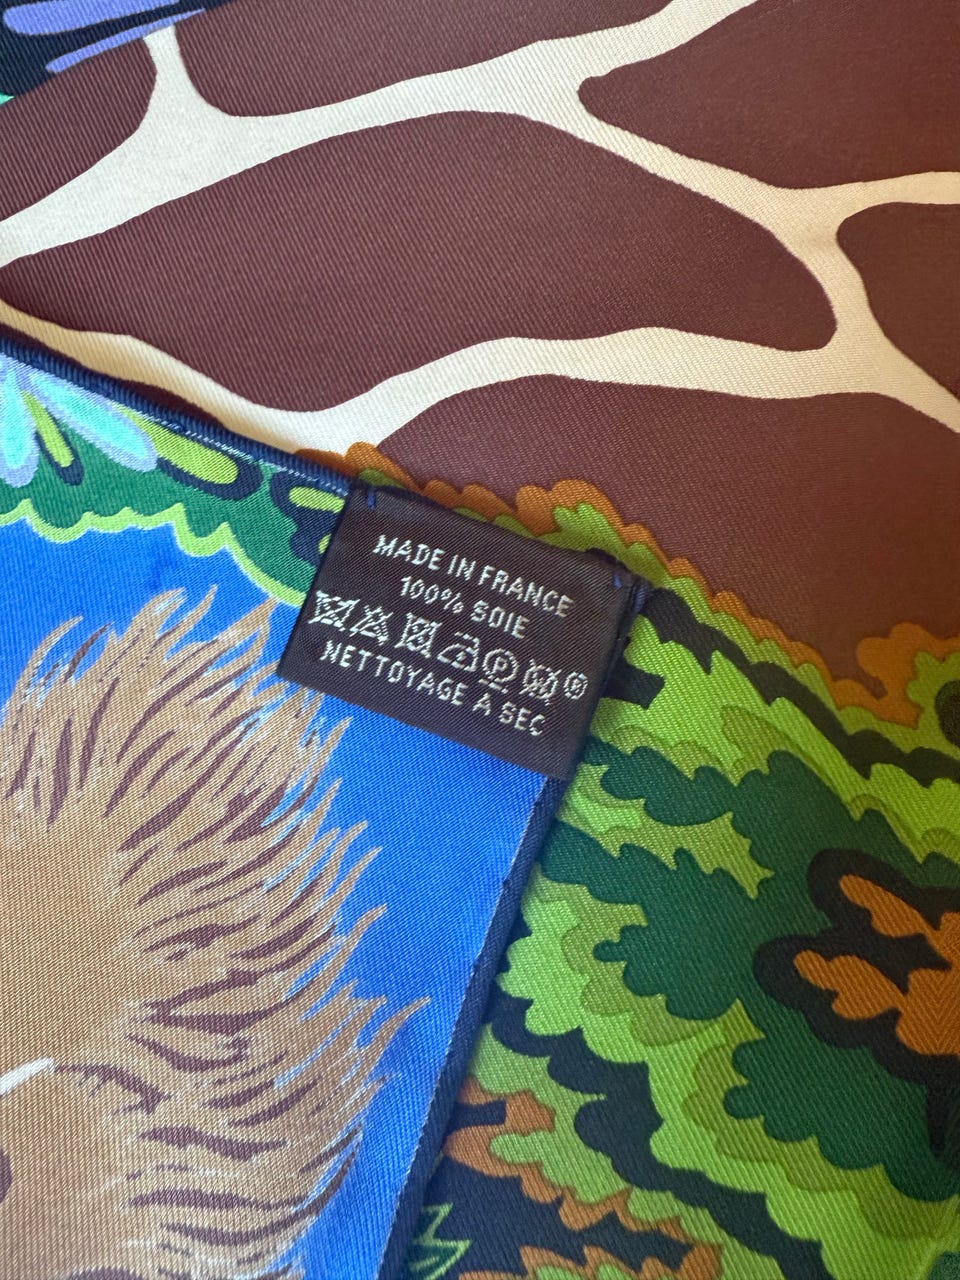 MADE IN FRANCE
100% SOIE
P ®
NETTOYAGE A SEC